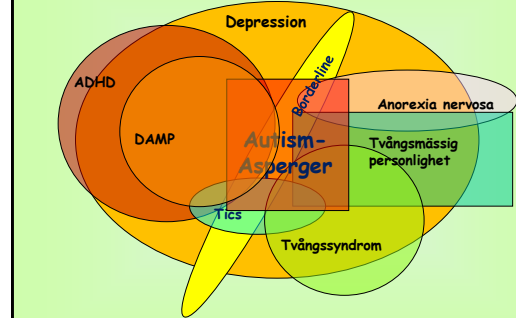 Depression
ADHD
Borderline
Anorexia nervosa
DAMP
Autism-
Asperger
Tvångsmässig
personlighet
Tics
Tvångssyndrom